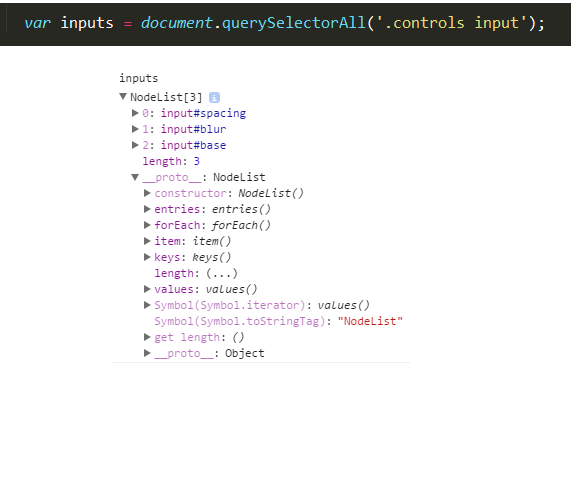 var inputs = document.querySelectorAll('.controls input');
inputs
▼ NodeList[3] i
▶ 0: input#spacing
▶ 1: input#blur
▶ 2: input#base
length: 3
▼ __proto__: NodeList
▶ constructor: NodeList()
▶ entries: entries()
▶ forEach: forEach()
▶ item: item()
▶ keys: keys()
length: (...)
▶ values: values()
▶ Symbol(Symbol.iterator): values()
Symbol(Symbol.toStringTag): "NodeList"
▶ get length: ()
▶ __proto__: Object